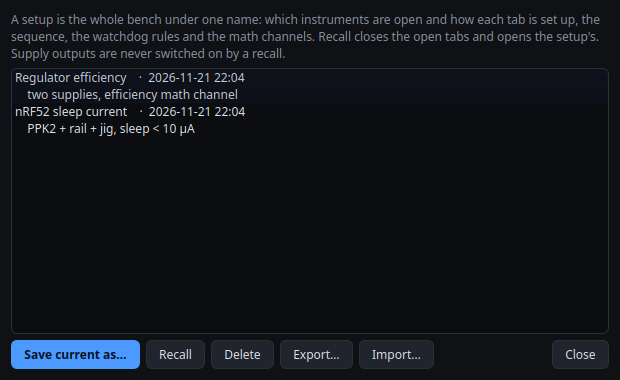 A setup is the whole bench under one name: which instruments are open and how each tab is set up, the
sequence, the watchdog rules and the math channels. Recall closes the open tabs and opens the setup's.
Supply outputs are never switched on by a recall.
Regulator efficiency · 2026-11-21 22:04
two supplies, efficiency math channel
nRF52 sleep current · 2026-11-21 22:04
PPK2 + rail + jig, sleep < 10 µA
Save current as... Recall Delete Export... Import... Close